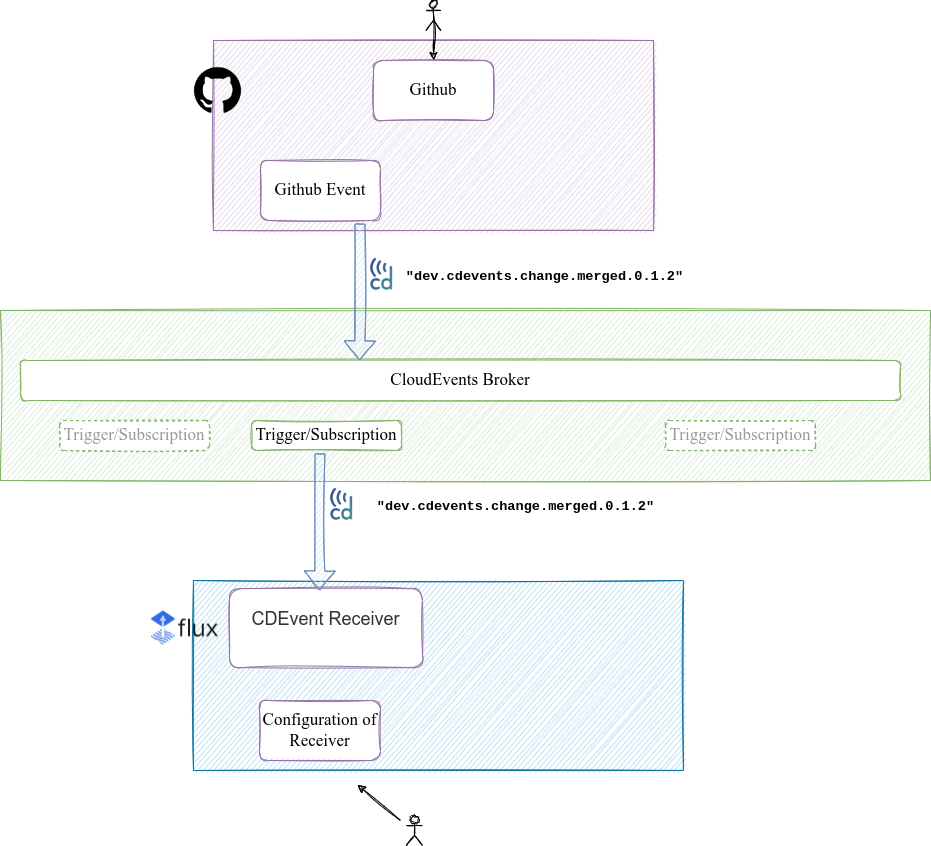 Github
Github Event
cd
"dev.cdevents.change.merged.0.1.2"
CloudEvents Broker
Trigger/Subscription
Trigger/Subscription
Trigger/Subscription
cd
"dev.cdevents.change.merged.0.1.2"
flux
CDEvent Receiver
Configuration of
Receiver